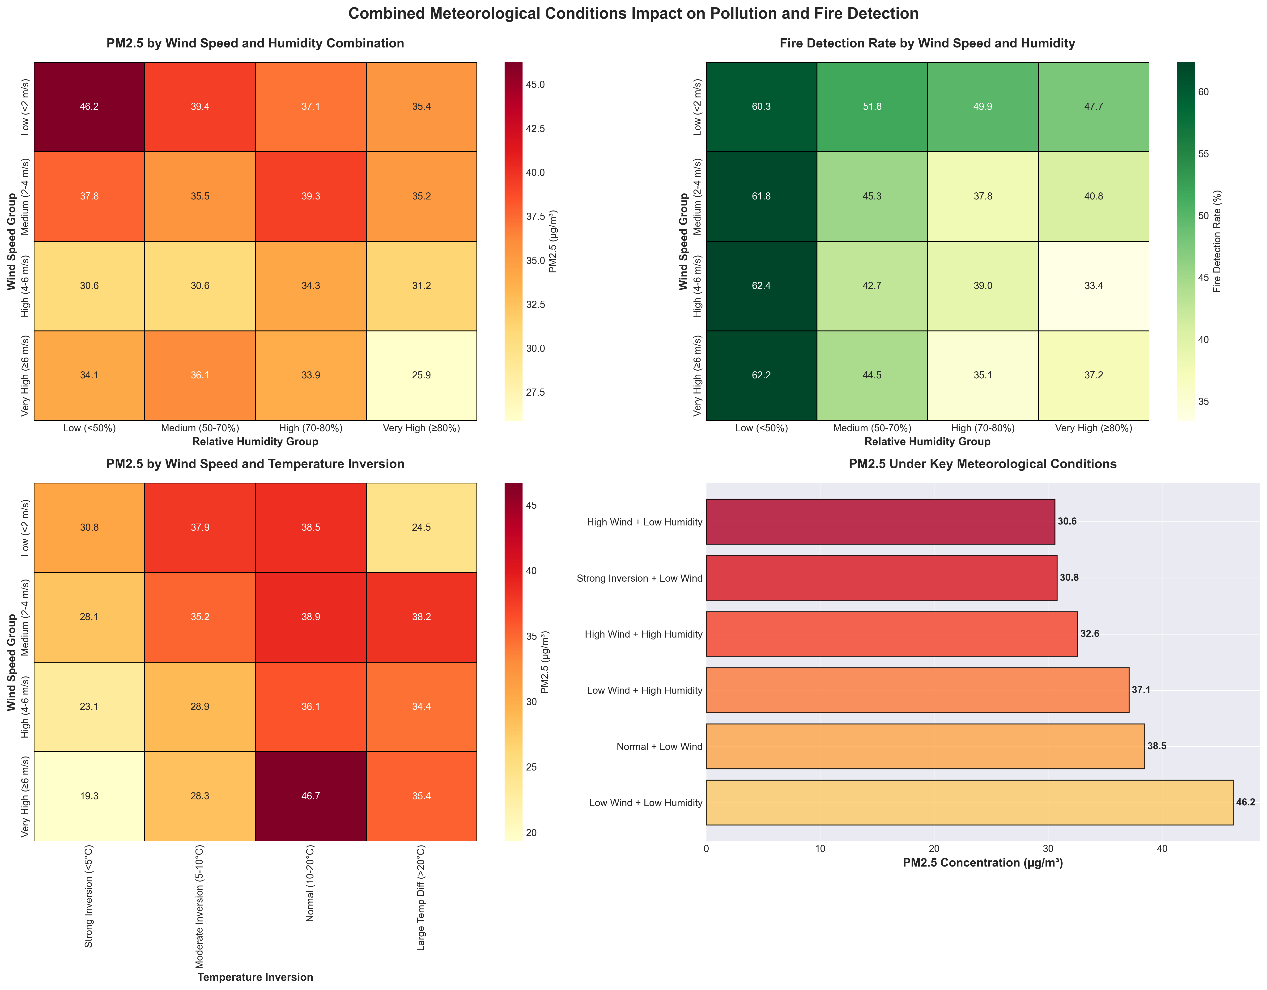 Combined Meteorological Conditions Impact on Pollution and Fire Detection
PM2.5 by Wind Speed and Humidity Combination
Wind Speed Group
Low (<2 m/s)
Medium (2-4 m/s)
High (4-6 m/s)
Very High (≥6 m/s)
46.2 39.4 37.1 35.4
37.8 35.5 39.3 35.2
30.6 30.6 34.3 31.2
34.1 36.1 33.9 25.9
Low (<50%) Medium (50-70%) High (70-80%) Very High (≥80%)
Relative Humidity Group
45.0
42.5
40.0
37.5
35.0
32.5
30.0
27.5
PM2.5 (µg/m³)
Fire Detection Rate by Wind Speed and Humidity
Wind Speed Group
Low (<2 m/s)
Medium (2-4 m/s)
High (4-6 m/s)
Very High (≥6 m/s)
60.3 51.8 49.9 47.7
61.8 45.3 37.8 40.8
62.4 42.7 39.0 33.4
62.2 44.5 35.1 37.2
Low (<50%) Medium (50-70%) High (70-80%) Very High (≥80%)
Relative Humidity Group
60
55
50
45
40
35
Fire Detection Rate (%)
PM2.5 by Wind Speed and Temperature Inversion
Wind Speed Group
Low (<2 m/s)
Medium (2-4 m/s)
High (4-6 m/s)
Very High (≥6 m/s)
30.8 37.9 38.5 24.5
28.1 35.2 38.9 38.2
23.1 28.9 36.1 34.4
19.3 28.3 46.7 35.4
Strong Inversion (<5°C)
Moderate Inversion (5-10°C)
Normal (10-20°C)
Large Temp Diff (>20°C)
Temperature Inversion
45
40
35
30
25
20
PM2.5 (µg/m³)
PM2.5 Under Key Meteorological Conditions
High Wind + Low Humidity 30.6
Strong Inversion + Low Wind 30.8
High Wind + High Humidity 32.6
Low Wind + High Humidity 37.1
Normal + Low Wind 38.5
Low Wind + Low Humidity 46.2
0 10 20 30 40
PM2.5 Concentration (µg/m³)